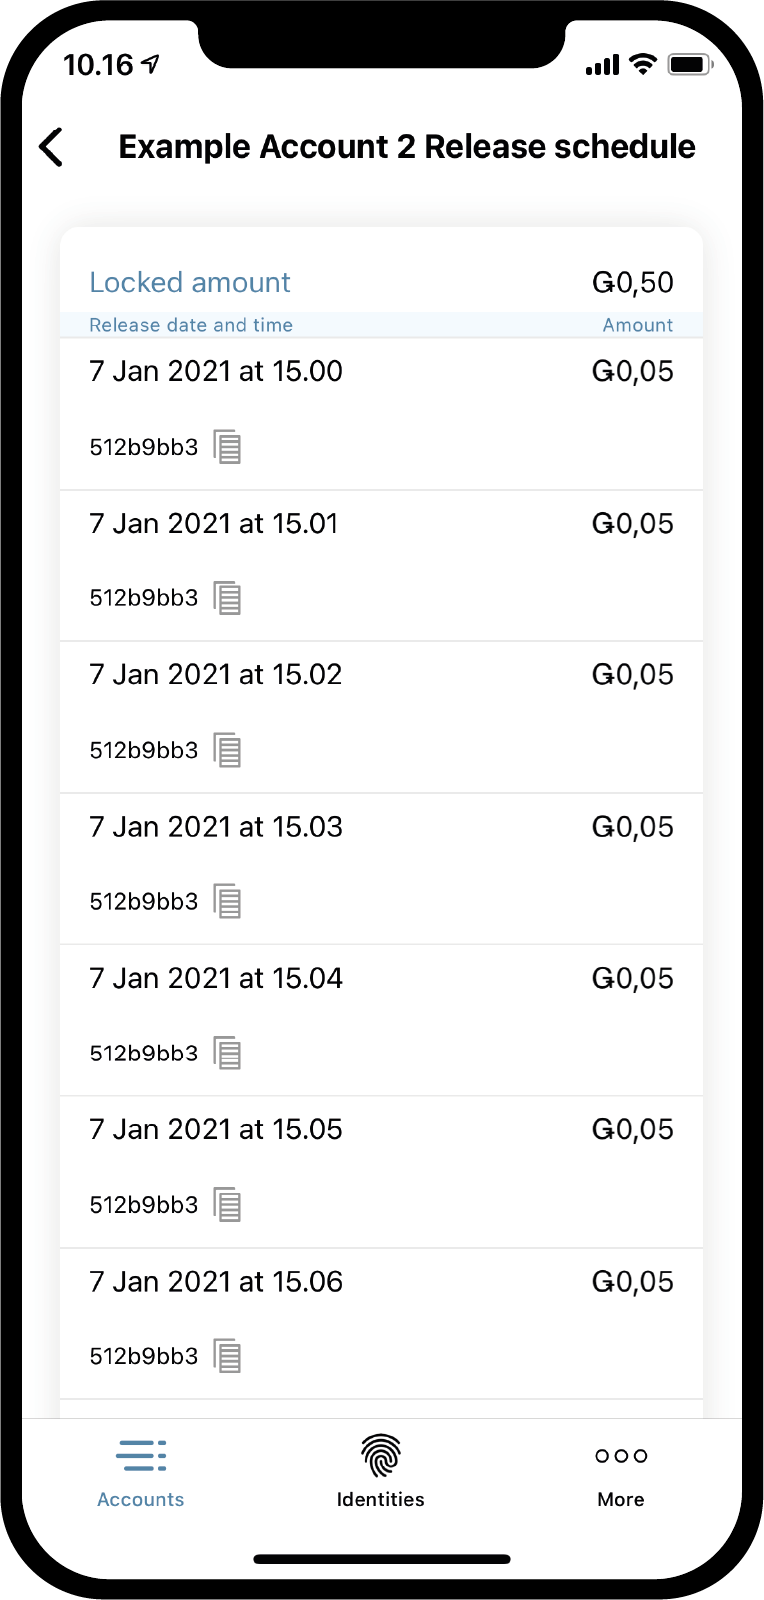 10.16
Example Account 2 Release schedule
Locked amount Ǥ0,50
Release date and time Amount
7 Jan 2021 at 15.00 Ǥ0,05
512b9bb3
7 Jan 2021 at 15.01 Ǥ0,05
512b9bb3
7 Jan 2021 at 15.02 Ǥ0,05
512b9bb3
7 Jan 2021 at 15.03 Ǥ0,05
512b9bb3
7 Jan 2021 at 15.04 Ǥ0,05
512b9bb3
7 Jan 2021 at 15.05 Ǥ0,05
512b9bb3
7 Jan 2021 at 15.06 Ǥ0,05
512b9bb3
Accounts Identities More